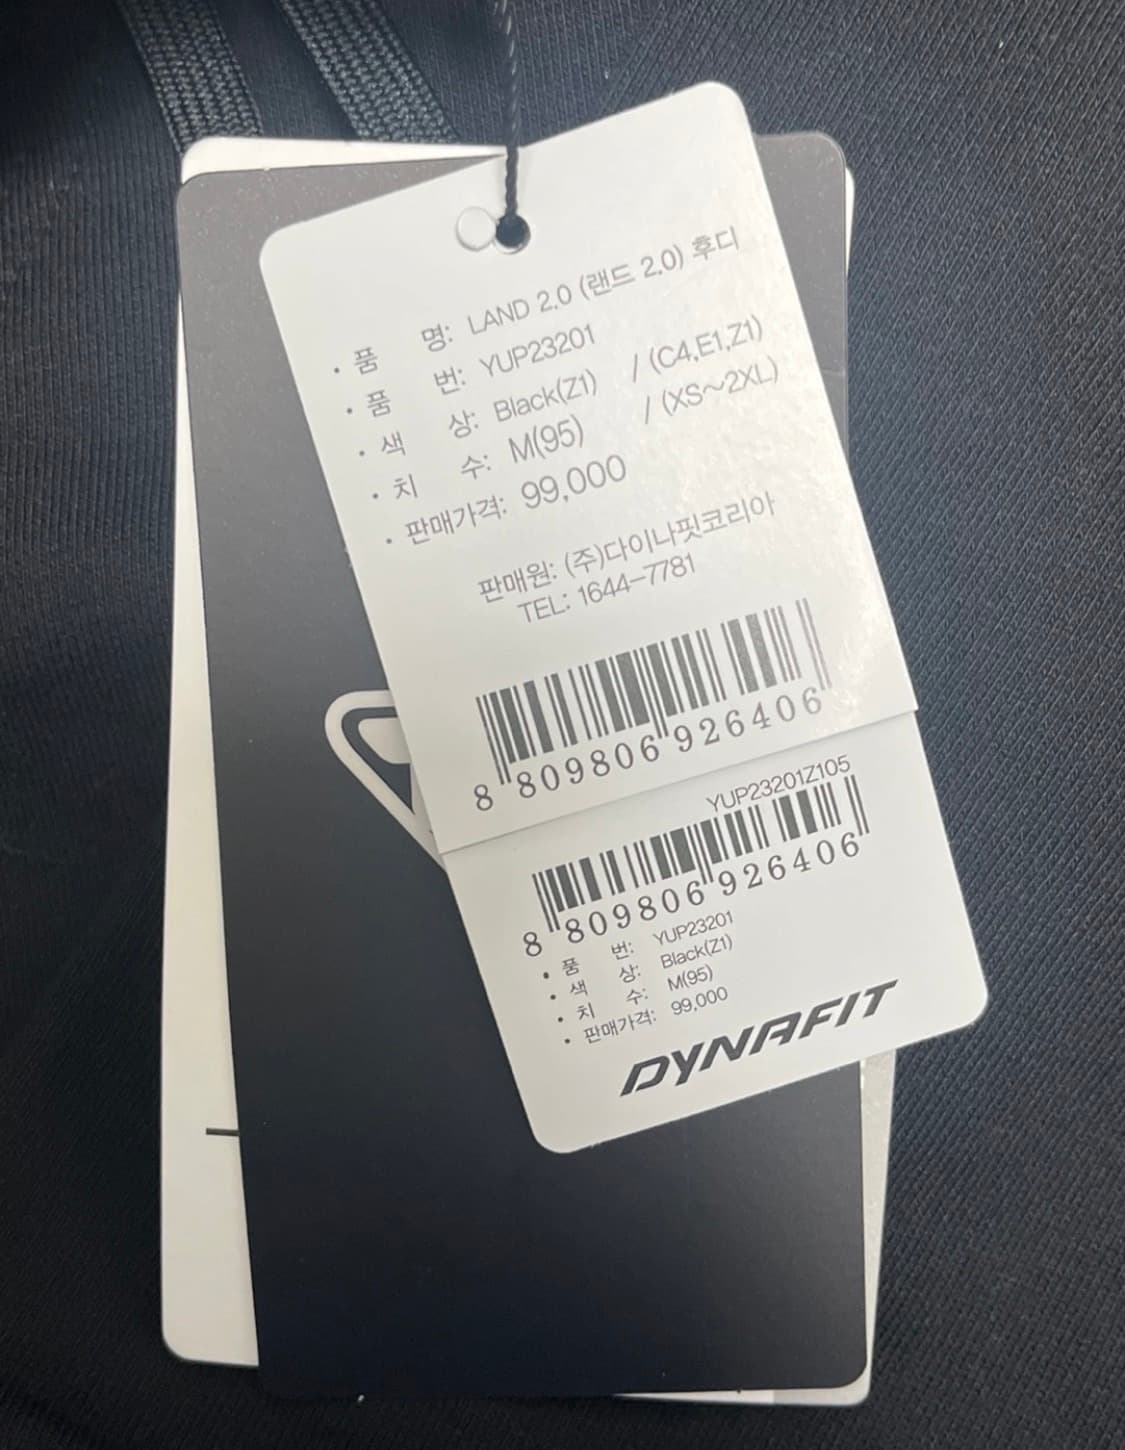 · 품 명: LAND 2.0 (랜드 2.0) 후디
· 품 번: YUP23201
· 색 상: Black(Z1) / (C4,E1,Z1)
· 치 수: M(95) / (XS~2XL)
· 판매가격: 99,000
판매원: (주)다이나핏코리아
TEL: 1644-7781
8 809806 926406
YUP23201Z105
8 809806 926406
· 품 번: YUP23201
· 색 상: Black(Z1)
· 치 수: M(95)
· 판매가격: 99,000
DYNAFIT